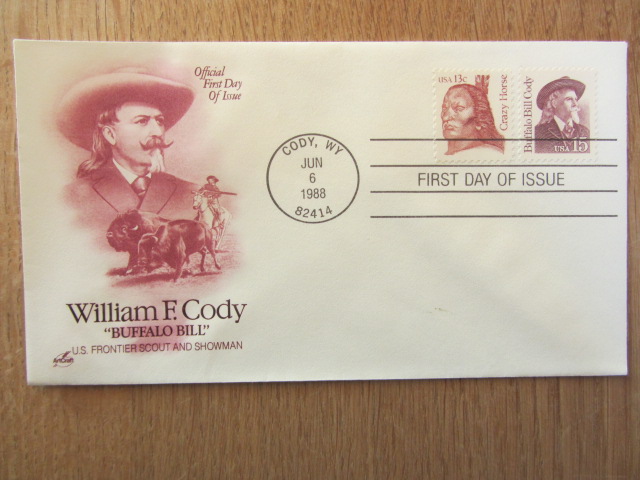 Official
First Day
Of Issue
USA 13c
Crazy Horse
Buffalo Bill Cody
USA 15
CODY, WY
JUN
6
1988
82414
FIRST DAY OF ISSUE
William F. Cody
"BUFFALO BILL"
U.S. FRONTIER SCOUT AND SHOWMAN
ArtCraft